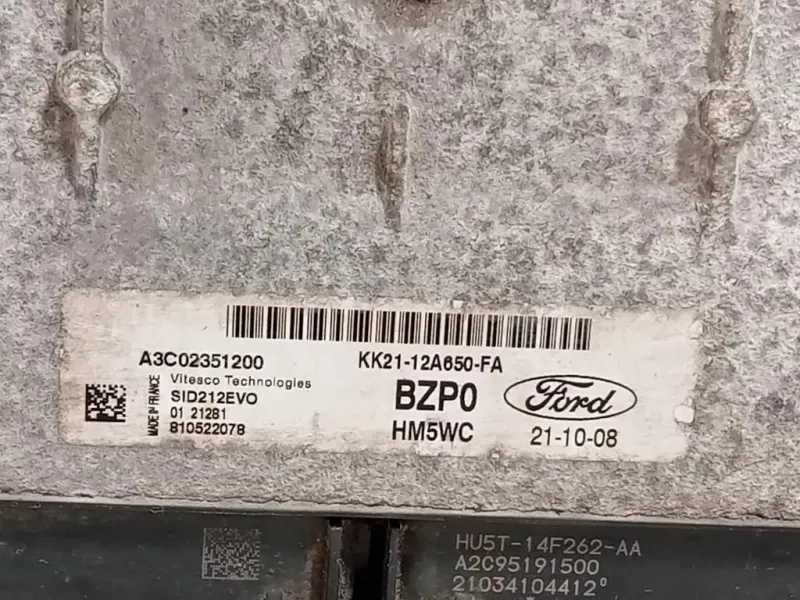 A3C02351200 KK21-12A650-FA
MADE IN FRANCE
Vitesco Technologies
SID212EVO
01 21281
810522078
BZP0
HM5WC
Ford
21-10-08
HU5T-14F262-AA
A2C95191500
21034104412°